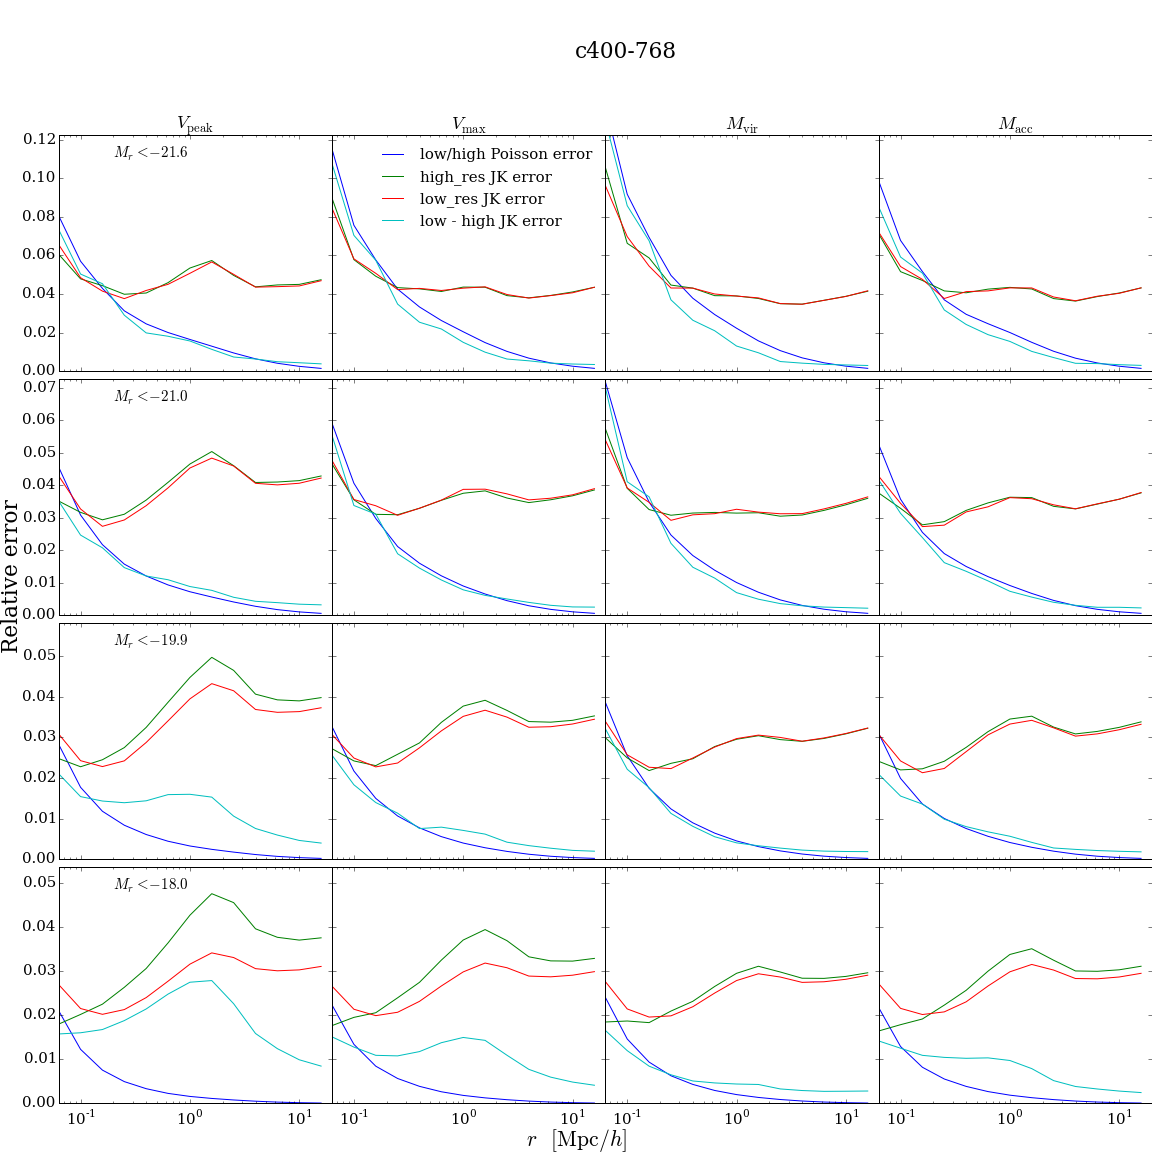 c400-768
V_peak V_max M_vir M_acc
M_r <−21.6
low/high Poisson error
high_res JK error
low_res JK error
low - high JK error
0.12
0.10
0.08
0.06
0.04
0.02
0.00
M_r <−21.0
0.07
0.06
0.05
0.04
0.03
0.02
0.01
0.00
Relative error
M_r <−19.9
0.05
0.04
0.03
0.02
0.01
0.00
M_r <−18.0
0.05
0.04
0.03
0.02
0.01
0.00
10^-1 10^0 10^1 10^-1 10^0 10^1 10^-1 10^0 10^1 10^-1 10^0 10^1
r [Mpc/h]